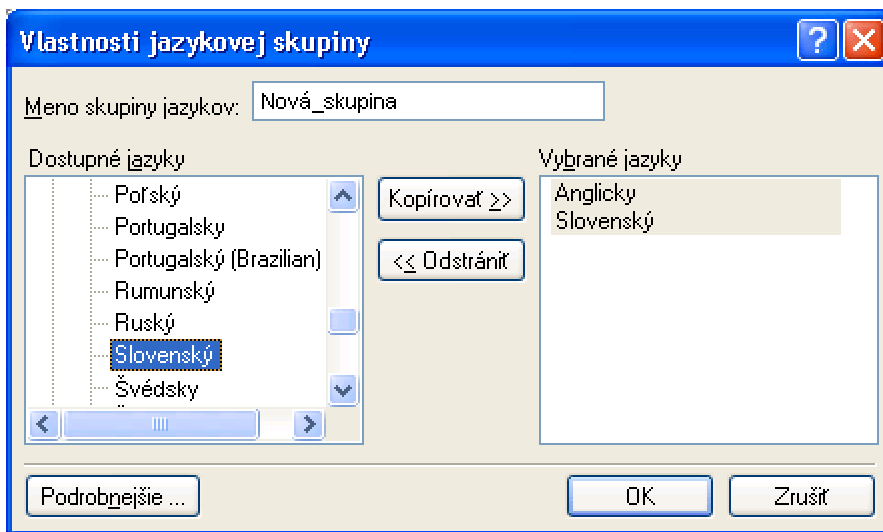 Vlastnosti jazykovej skupiny
Meno skupiny jazykov: Nová_skupina
Dostupné jazyky
Poľský
Portugalsky
Portugalský (Brazilian)
Rumunský
Ruský
Slovenský
Švédsky
Kopírovať >>
<< Odstrániť
Vybrané jazyky
Anglicky
Slovenský
Podrobnejšie ...
OK
Zrušiť